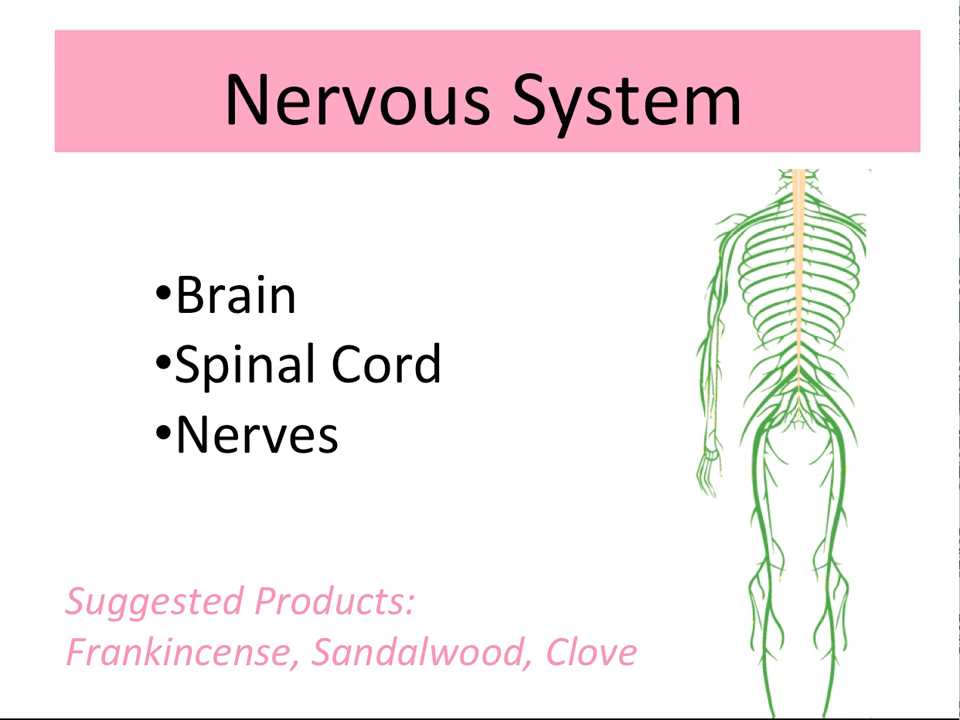 Nervous System
•Brain
•Spinal Cord
•Nerves
Suggested Products:
Frankincense, Sandalwood, Clove